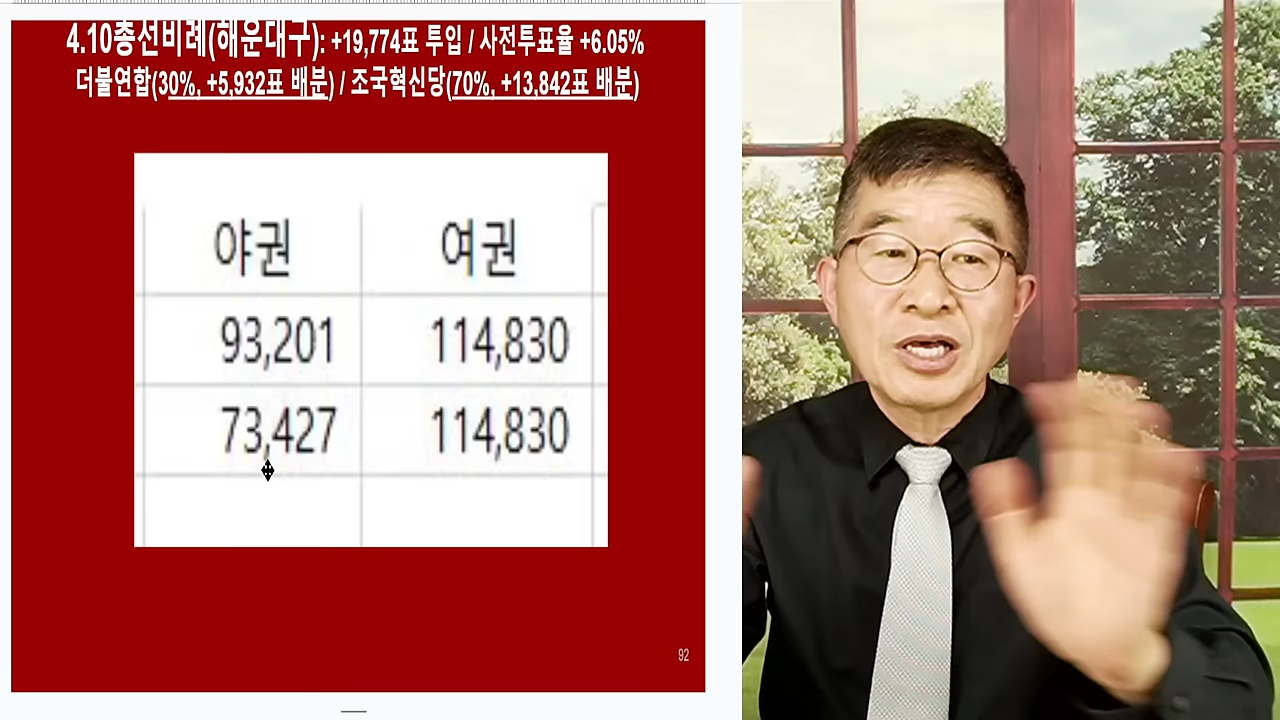 4.10총선비례(해운대구): +19,774표 투입 / 사전투표율 +6.05%
더불연합(30%, +5,932표 배분) / 조국혁신당(70%, +13,842표 배분)
야권 여권
93,201 114,830
73,427 114,830
92